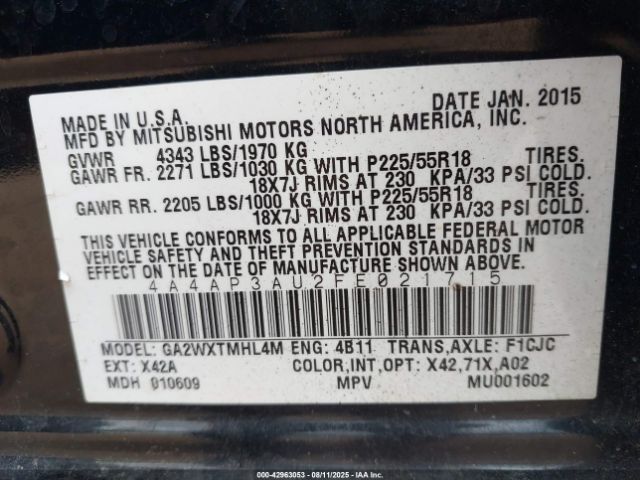 MADE IN U.S.A. DATE JAN. 2015
MFD BY MITSUBISHI MOTORS NORTH AMERICA, INC.
GVWR 4343 LBS/1970 KG
GAWR FR. 2271 LBS/1030 KG WITH P225/55R18 TIRES.
18X7J RIMS AT 230 KPA/33 PSI COLD.
GAWR RR. 2205 LBS/1000 KG WITH P225/55R18 TIRES.
18X7J RIMS AT 230 KPA/33 PSI COLD.
THIS VEHICLE CONFORMS TO ALL APPLICABLE FEDERAL MOTOR
VEHICLE SAFETY AND THEFT PREVENTION STANDARDS IN
EFFECT ON THE DATE OF MANUFACTURE SHOWN ABOVE.
4A4AP3AU2FE021715
MODEL: GA2WXTMHL4M ENG: 4B11 TRANS,AXLE: F1CJC
EXT: X42A COLOR,INT,OPT: X42,71X,A02
MDH 010609 MPV MU001602
000-42963053 - 08/11/2025 - IAA Inc.